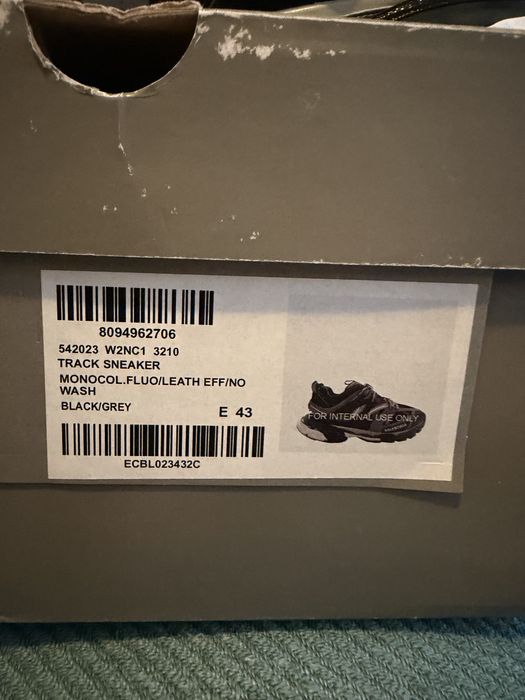 8094962706
542023 W2NC1 3210
TRACK SNEAKER
MONOCOL.FLUO/LEATH EFF/NO
WASH
BLACK/GREY E 43
ECBL023432C
FOR INTERNAL USE ONLY